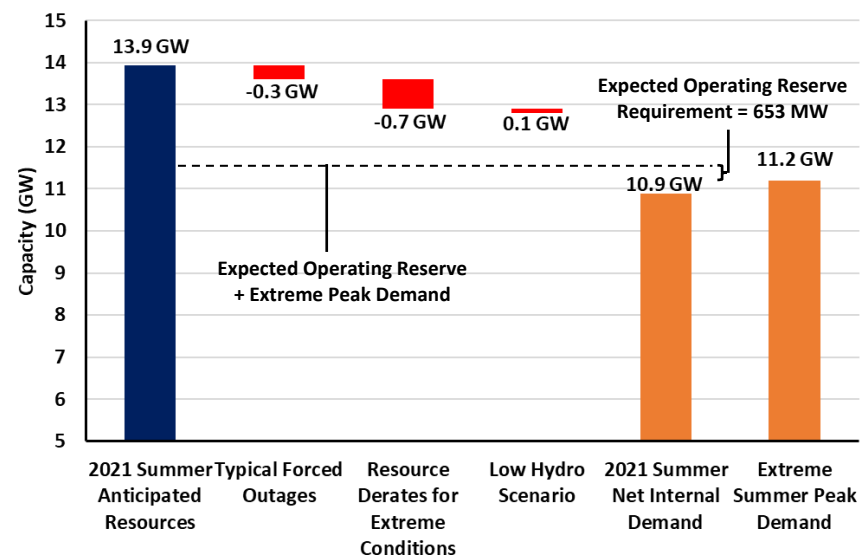 15
14
13
12
11
10
9
8
7
6
5
Capacity (GW)
13.9 GW
-0.3 GW
-0.7 GW
0.1 GW
Expected Operating Reserve
Requirement = 653 MW
10.9 GW
11.2 GW
Expected Operating Reserve
+ Extreme Peak Demand
2021 Summer
Anticipated
Resources
Typical Forced
Outages
Resource
Derates for
Extreme
Conditions
Low Hydro
Scenario
2021 Summer
Net Internal
Demand
Extreme
Summer Peak
Demand